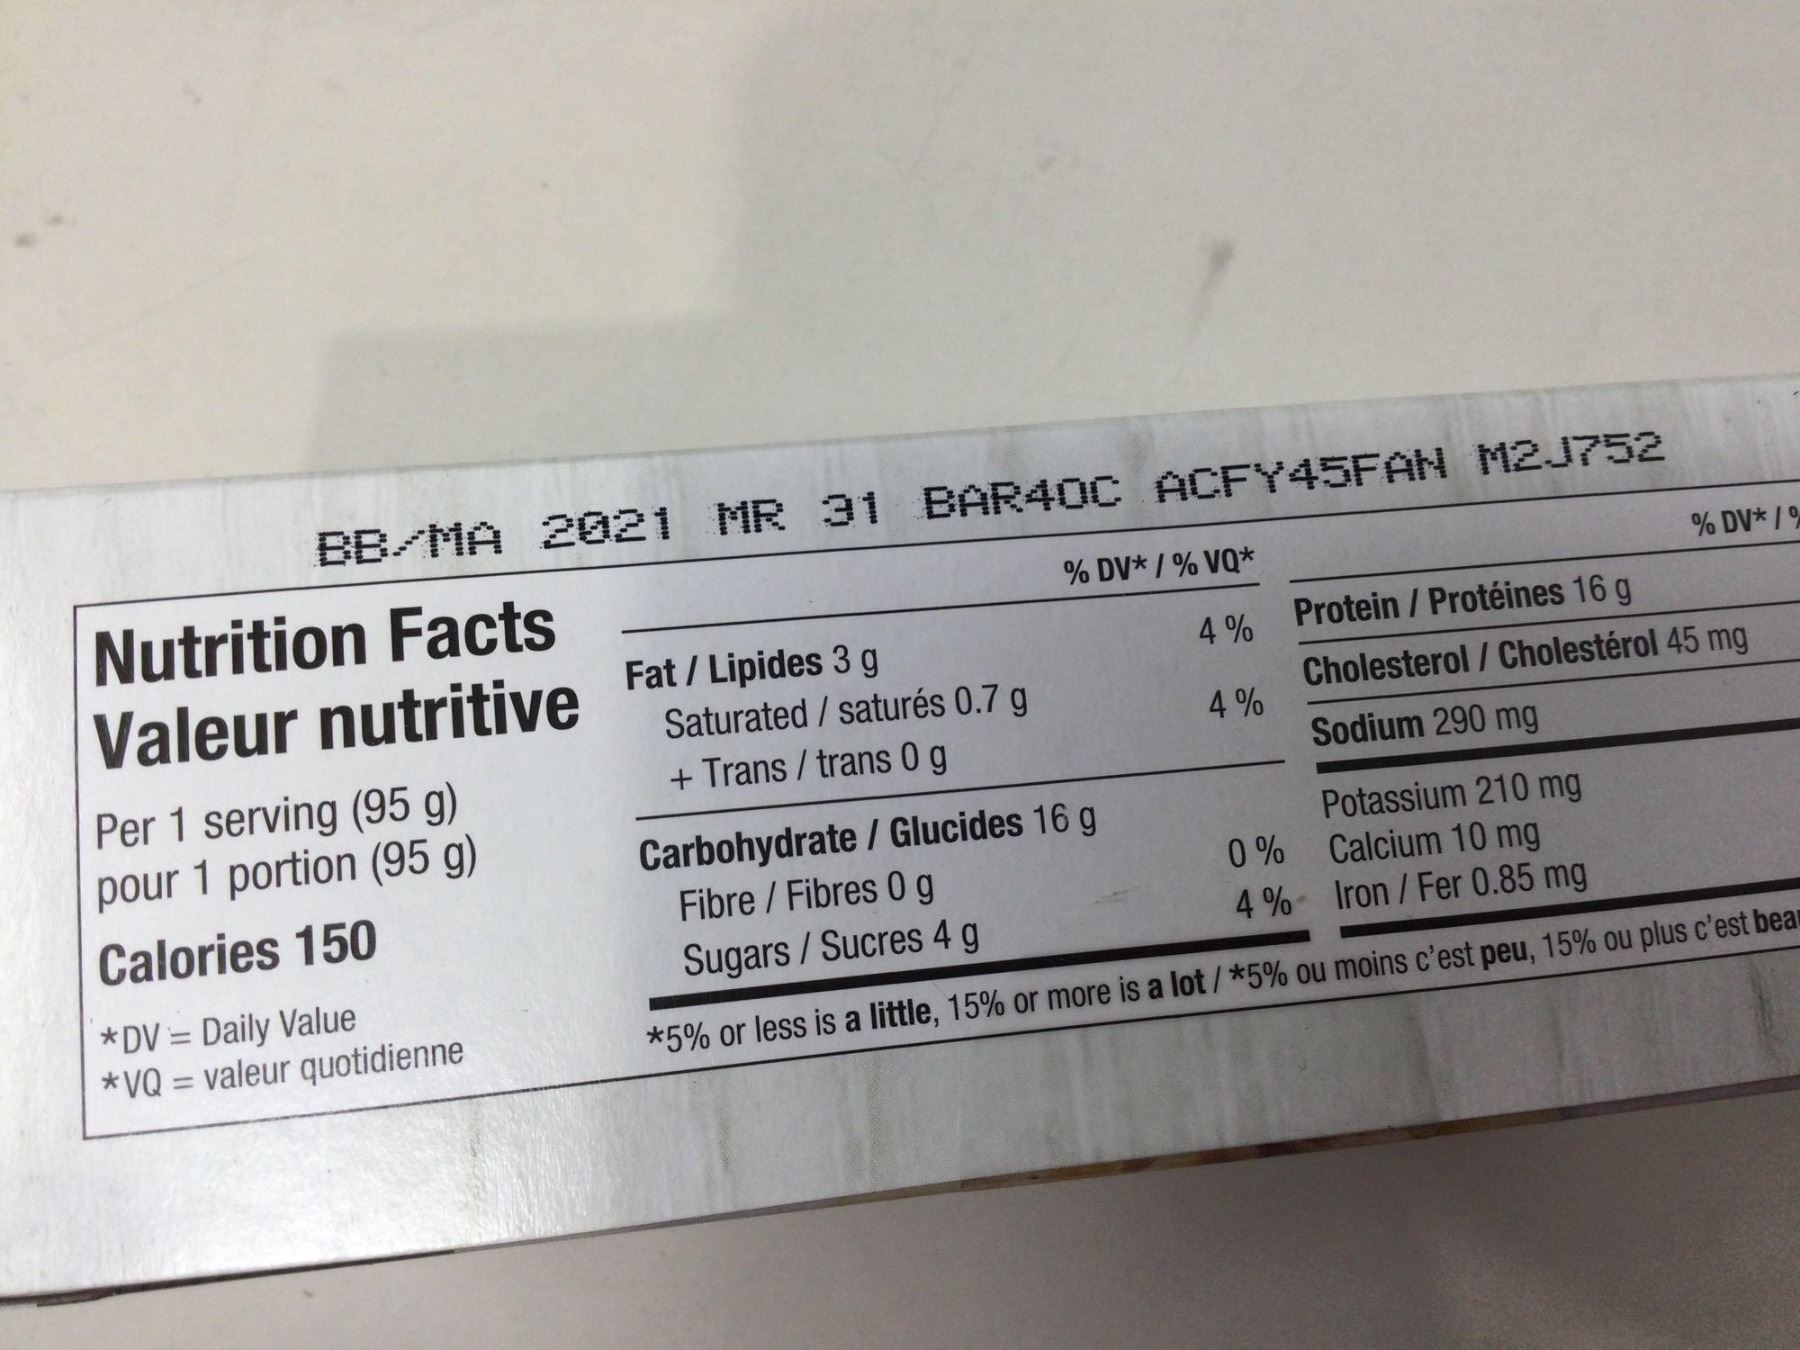 BB/MA 2021 MR 31 BAR40C ACFY45FAN M2J752
Nutrition Facts
Valeur nutritive
Per 1 serving (95 g)
pour 1 portion (95 g)
Calories 150
*DV = Daily Value
*VQ = valeur quotidienne
% DV* / % VQ*
Fat / Lipides 3 g 4 %
Saturated / saturés 0.7 g
+ Trans / trans 0 g 4 %
Carbohydrate / Glucides 16 g
Fibre / Fibres 0 g 0 %
Sugars / Sucres 4 g 4 %
% DV* / %
Protein / Protéines 16 g
Cholesterol / Cholestérol 45 mg
Sodium 290 mg
Potassium 210 mg
Calcium 10 mg
Iron / Fer 0.85 mg
*5% or less is a little, 15% or more is a lot / *5% ou moins c'est peu, 15% ou plus c'est